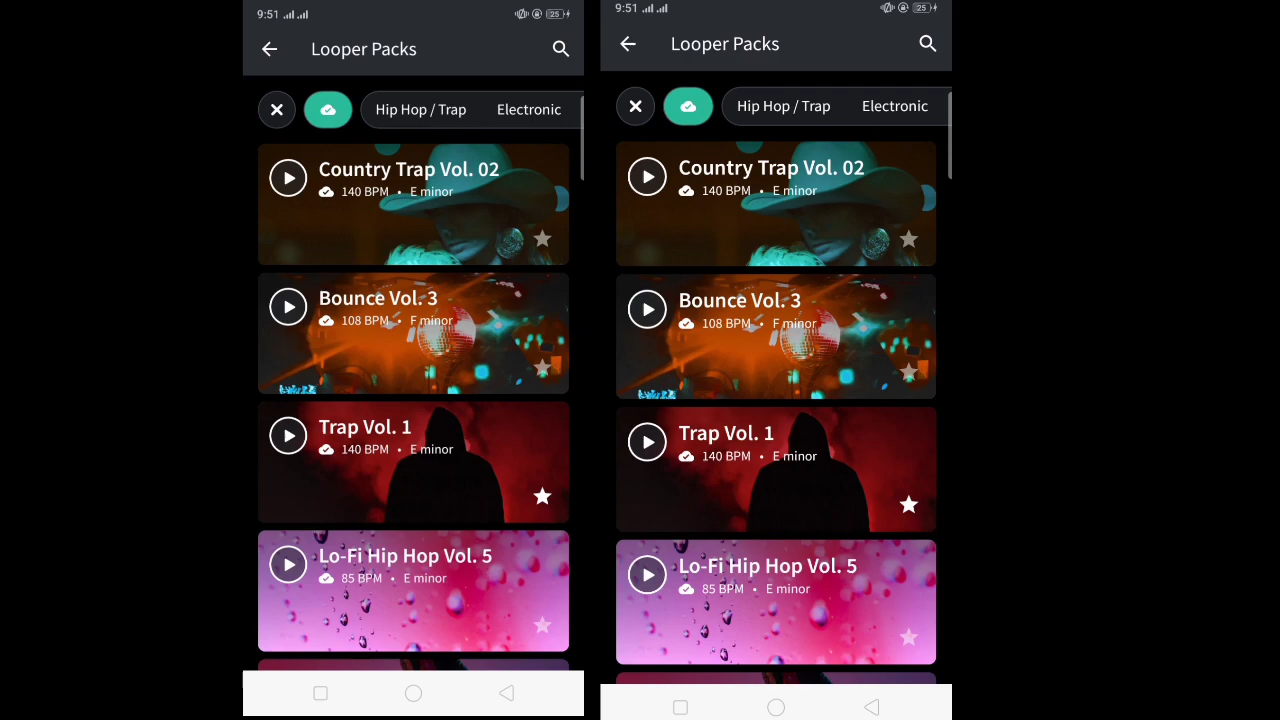 9:51
25
Looper Packs
Hip Hop / Trap Electronic
Country Trap Vol. 02
140 BPM • E minor
Bounce Vol. 3
108 BPM • F minor
Trap Vol. 1
140 BPM • E minor
Lo-Fi Hip Hop Vol. 5
85 BPM • E minor
9:51
25
Looper Packs
Hip Hop / Trap Electronic
Country Trap Vol. 02
140 BPM • E minor
Bounce Vol. 3
108 BPM • F minor
Trap Vol. 1
140 BPM • E minor
Lo-Fi Hip Hop Vol. 5
85 BPM • E minor